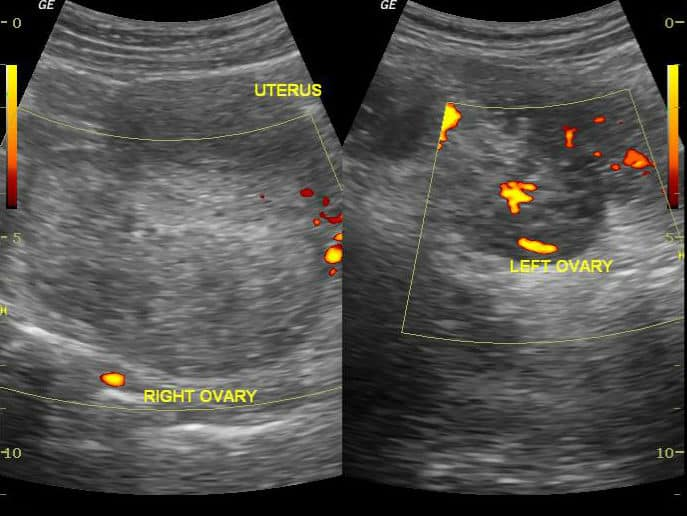 GE
GE
0
0
UTERUS
5
5
H
LEFT OVARY
H
RIGHT OVARY
10
10